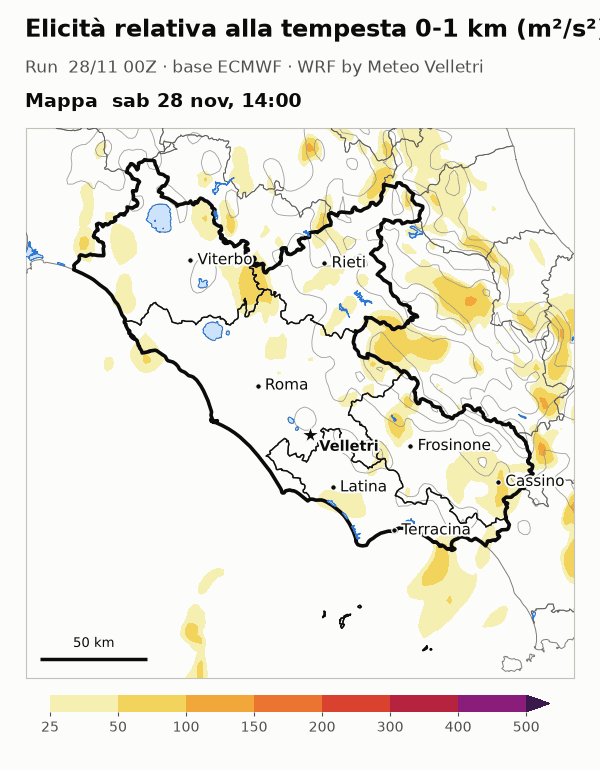 Elicità relativa alla tempesta 0-1 km (m²/s²)
Run 28/11 00Z · base ECMWF · WRF by Meteo Velletri
Mappa sab 28 nov, 14:00
Viterbo
Rieti
Roma
Velletri
Frosinone
Latina
Cassino
Terracina
50 km
25 50 100 150 200 300 400 500